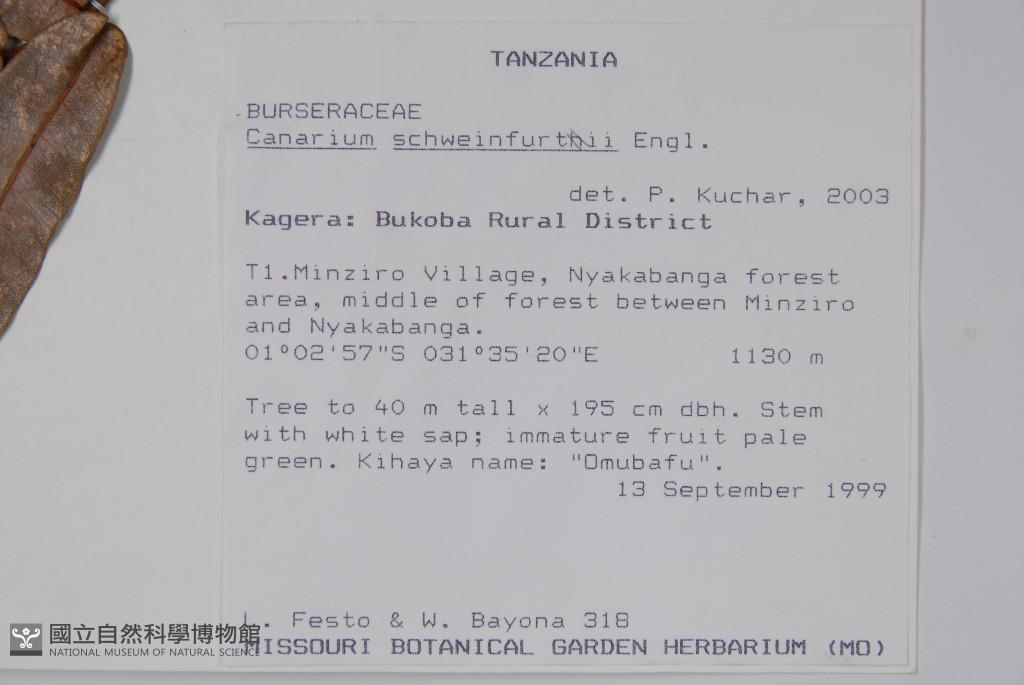 TANZANIA
BURSERACEAE
Canarium schweinfurthii Engl.
det. P. Kuchar, 2003
Kagera: Bukoba Rural District
T1.Minziro Village, Nyakabanga forest
area, middle of forest between Minziro
and Nyakabanga.
01°02'57"S 031°35'20"E 1130 m
Tree to 40 m tall x 195 cm dbh. Stem
with white sap; immature fruit pale
green. Kihaya name: "Omubafu".
13 September 1999
L. Festo & W. Bayona 318
MISSOURI BOTANICAL GARDEN HERBARIUM (MO)
國立自然科學博物館
NATIONAL MUSEUM OF NATURAL SCIENCE